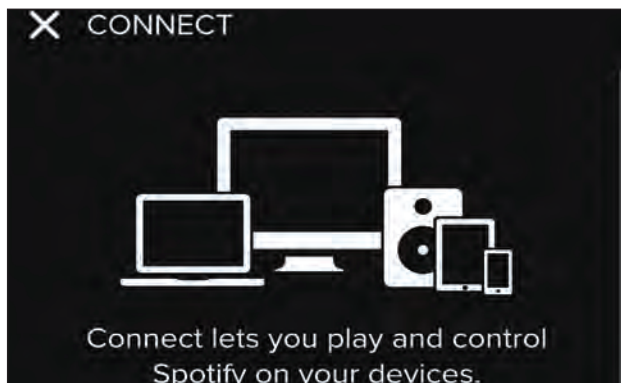 CONNECT
Connect lets you play and control
Spotify on your devices.